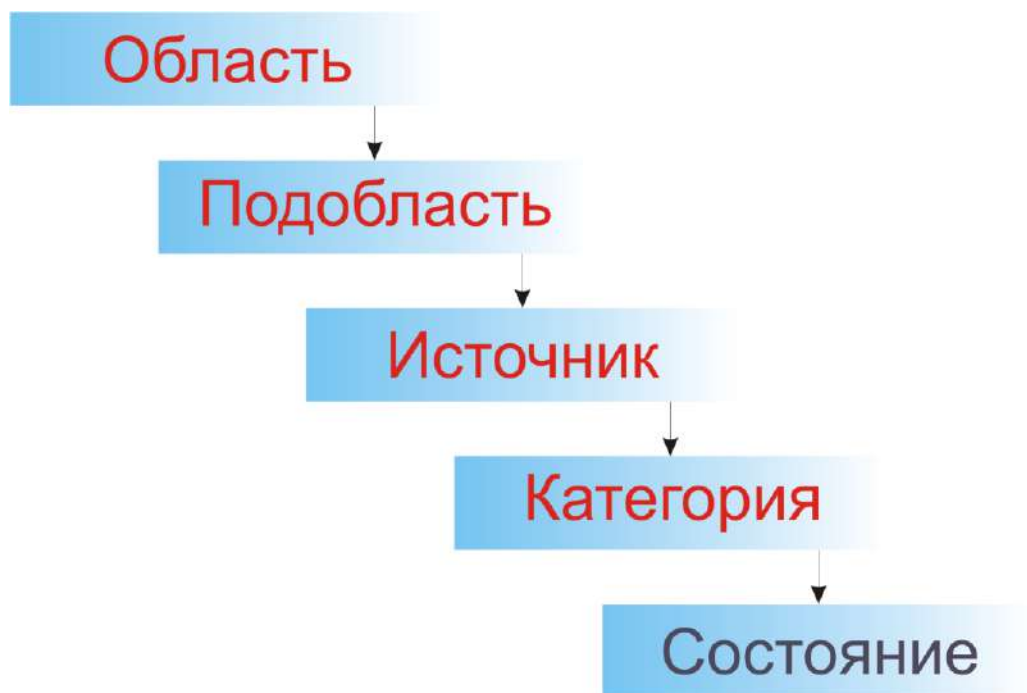 Область
Подобласть
Источник
Категория
Состояние